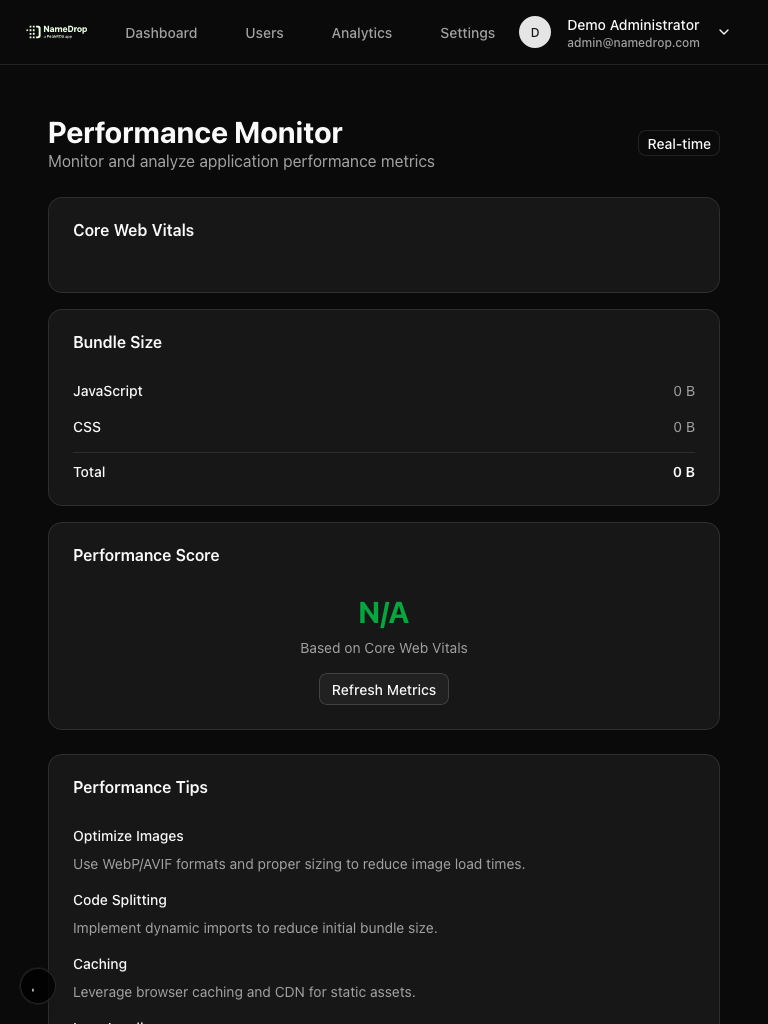 NameDrop
Dashboard
Users
Analytics
Settings
D
Demo Administrator
admin@namedrop.com
Performance Monitor
Monitor and analyze application performance metrics
Real-time
Core Web Vitals
Bundle Size
JavaScript
0 B
CSS
0 B
Total
0 B
Performance Score
N/A
Based on Core Web Vitals
Refresh Metrics
Performance Tips
Optimize Images
Use WebP/AVIF formats and proper sizing to reduce image load times.
Code Splitting
Implement dynamic imports to reduce initial bundle size.
Caching
Leverage browser caching and CDN for static assets.